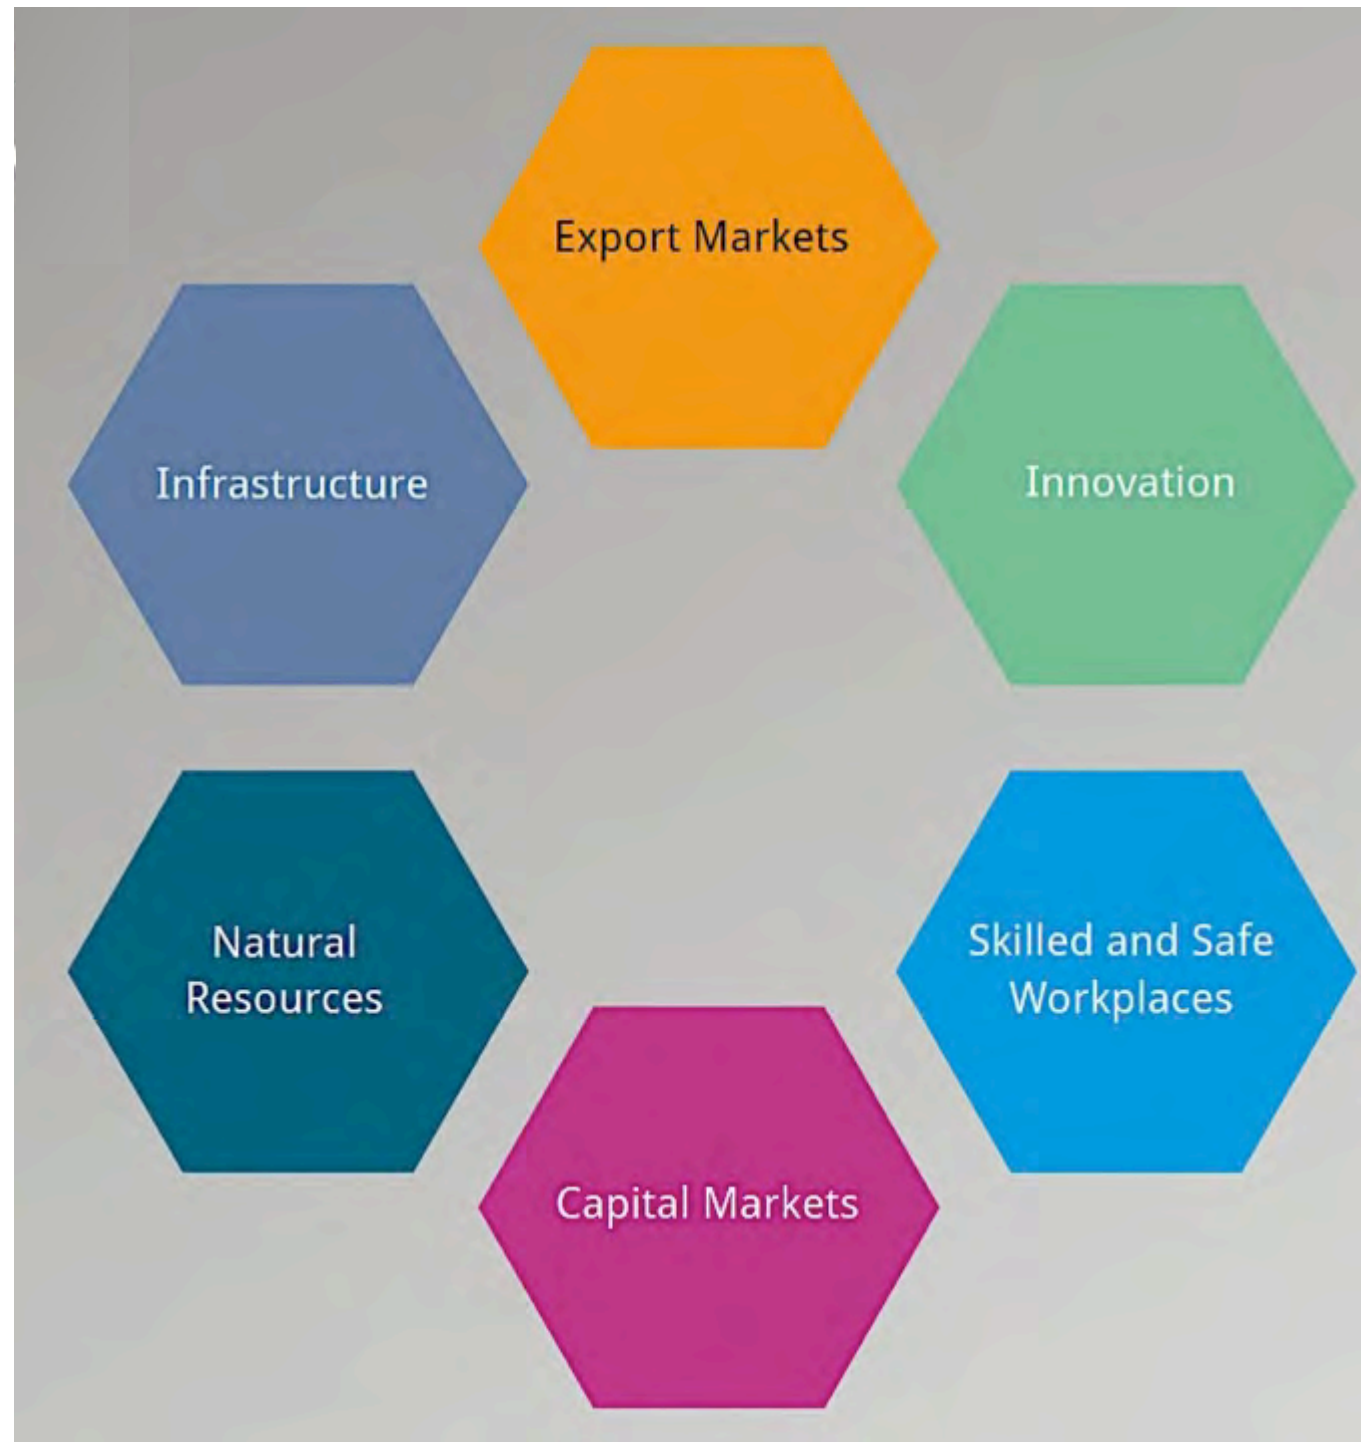 Export Markets
Infrastructure
Innovation
Natural
Resources
Skilled and Safe
Workplaces
Capital Markets